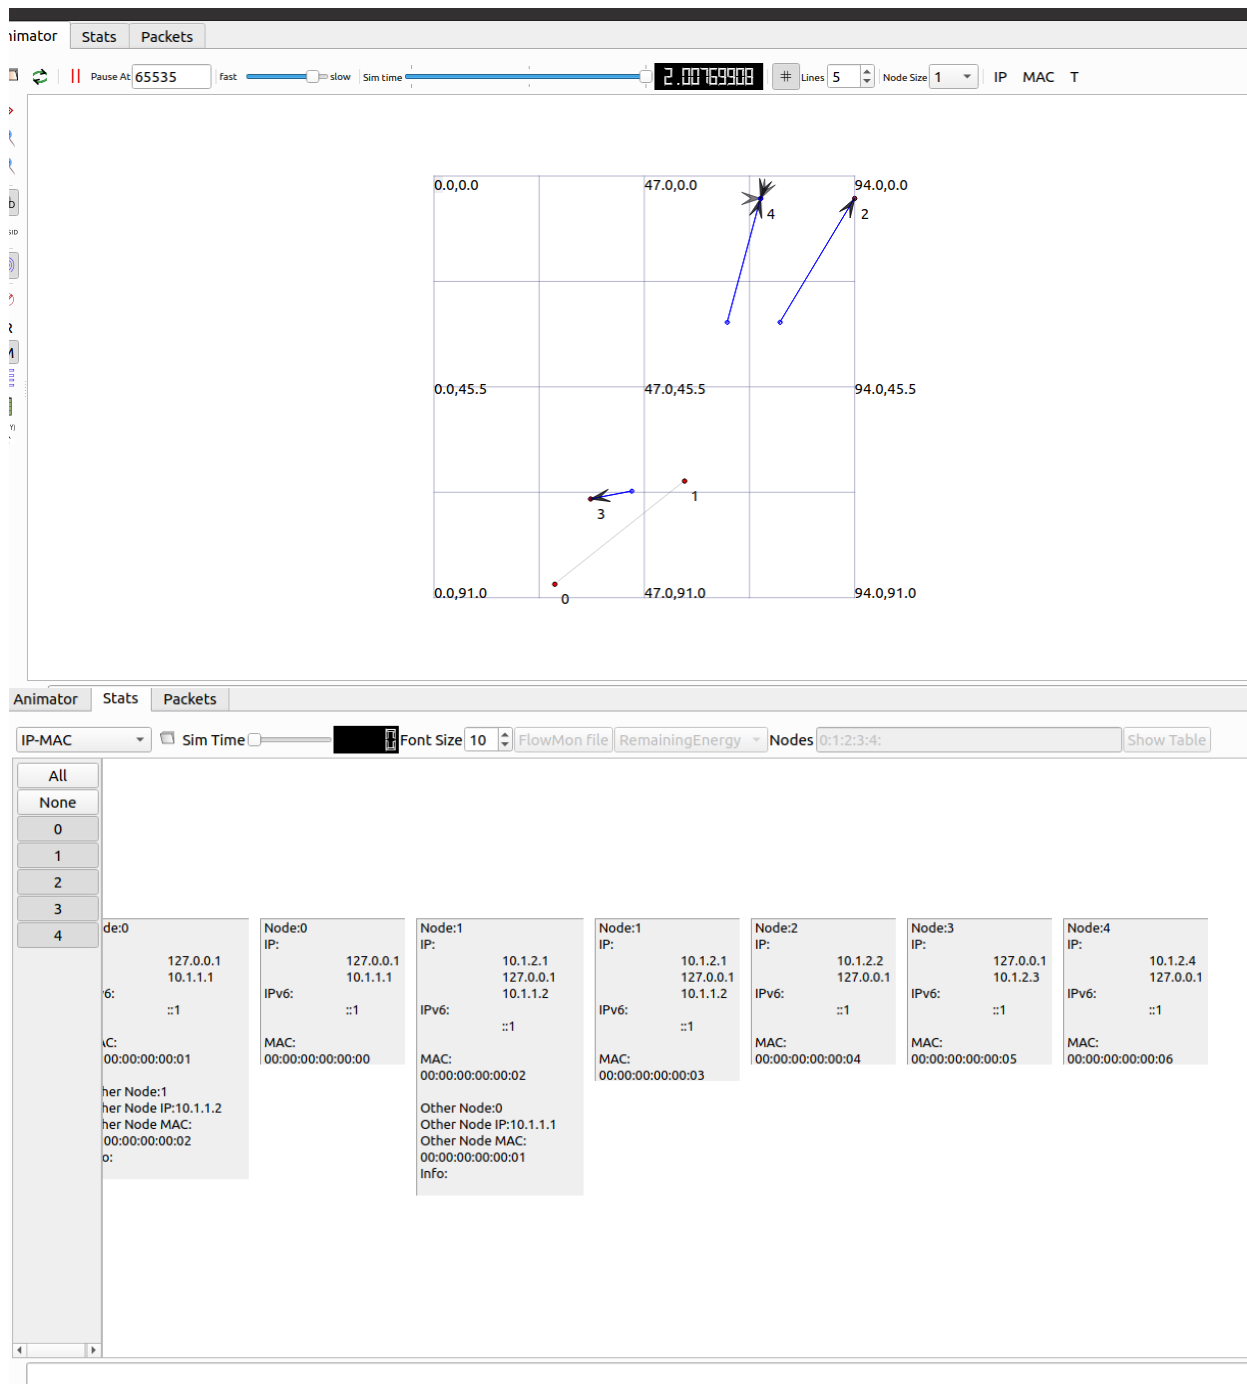 nimator Stats Packets
Pause At 65535 fast slow Sim time 2.00769908 # Lines 5 Node Size 1 IP MAC T
0.0,0.0 47.0,0.0 94.0,0.0
4 2
0.0,45.5 47.0,45.5 94.0,45.5
1
3
0.0,91.0 0 47.0,91.0 94.0,91.0
Animator Stats Packets
IP-MAC Sim Time 0 Font Size 10 FlowMon file RemainingEnergy Nodes 0:1:2:3:4: Show Table
All
None
0
1
2
3
4
de:0
127.0.0.1
10.1.1.1
v6:
::1
AC:
00:00:00:00:01
her Node:1
her Node IP:10.1.1.2
her Node MAC:
00:00:00:00:02
o:
Node:0
IP:
127.0.0.1
10.1.1.1
IPv6:
::1
MAC:
00:00:00:00:00:00
Node:1
IP:
10.1.2.1
127.0.0.1
10.1.1.2
IPv6:
::1
MAC:
00:00:00:00:00:02
Other Node:0
Other Node IP:10.1.1.1
Other Node MAC:
00:00:00:00:00:01
Info:
Node:1
IP:
10.1.2.1
127.0.0.1
10.1.1.2
IPv6:
::1
MAC:
00:00:00:00:00:03
Node:2
IP:
10.1.2.2
127.0.0.1
IPv6:
::1
MAC:
00:00:00:00:00:04
Node:3
IP:
127.0.0.1
10.1.2.3
IPv6:
::1
MAC:
00:00:00:00:00:05
Node:4
IP:
10.1.2.4
127.0.0.1
IPv6:
::1
MAC:
00:00:00:00:00:06